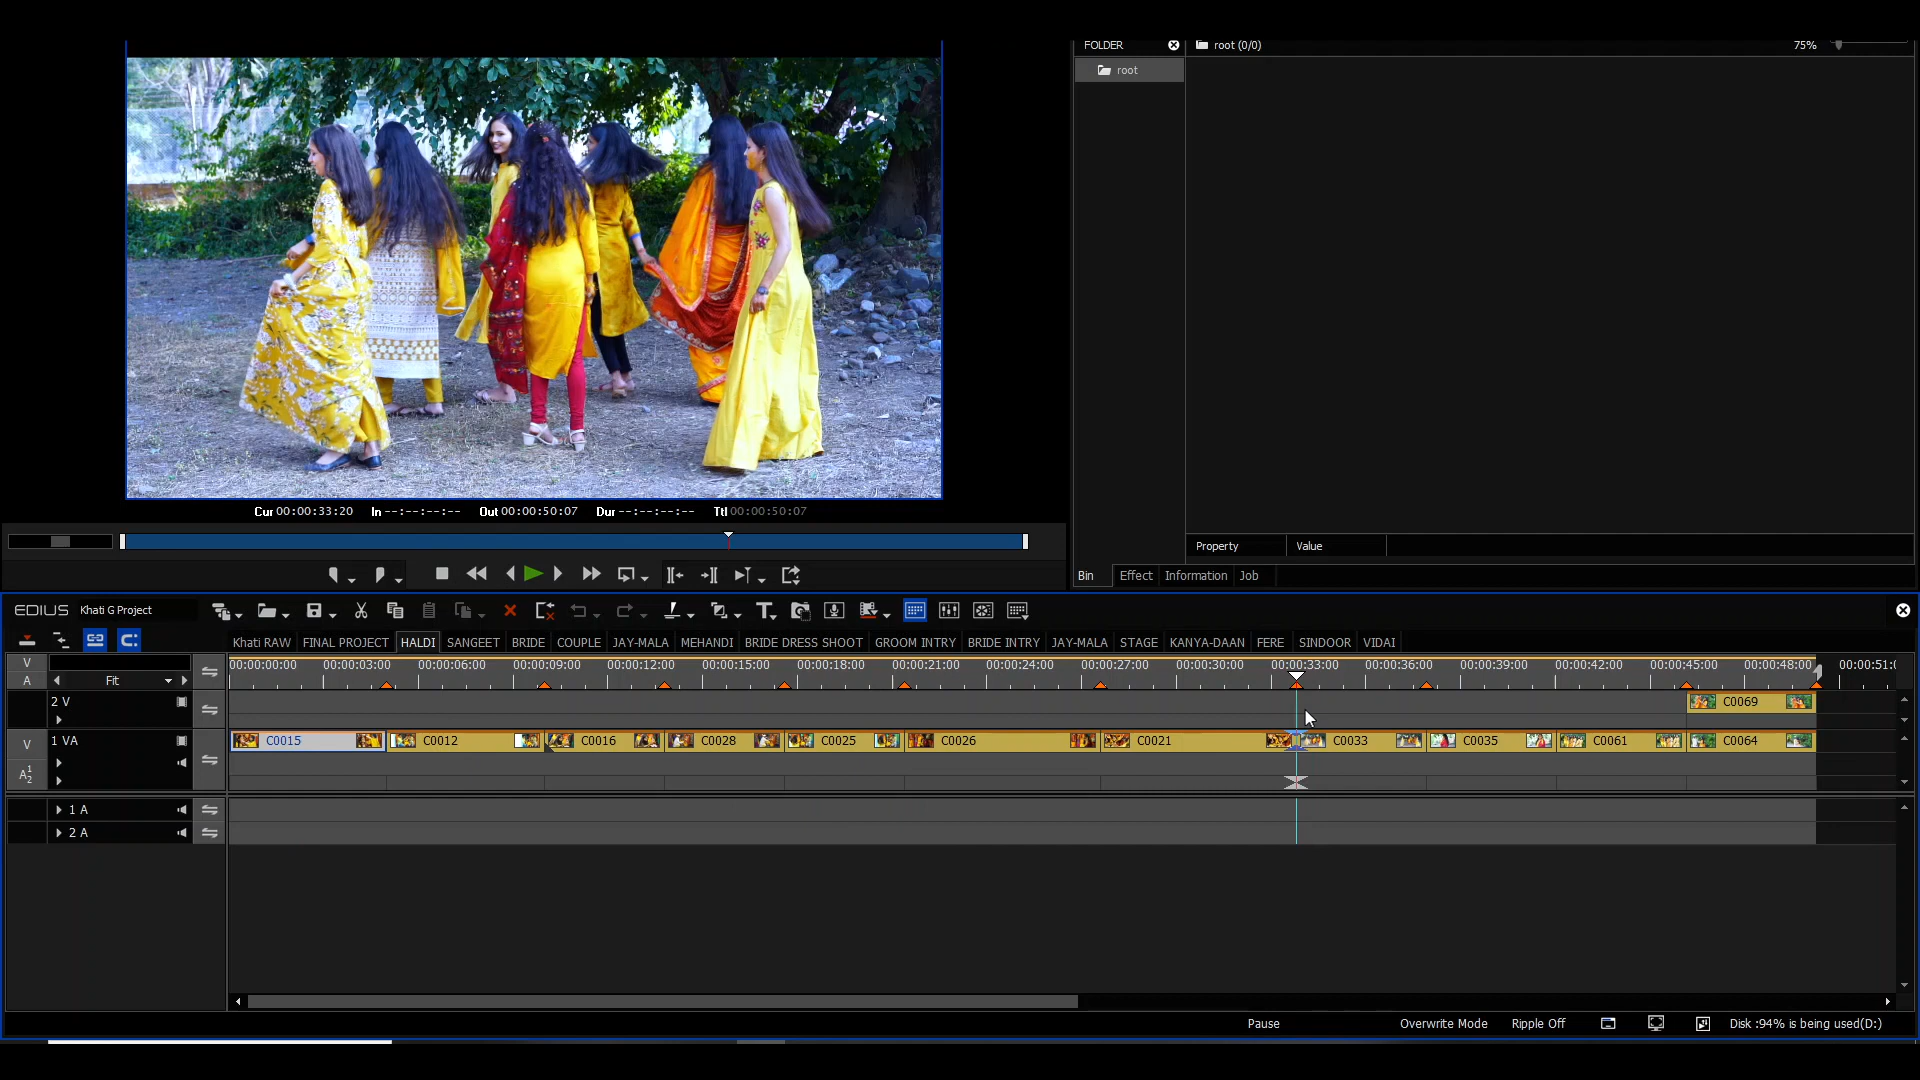 FOLDER root (0/0) 75%
root
Cur 00:00:33:20 In --:--:--:-- Out 00:00:50:07 Dur --:--:--:-- Ttl 00:00:50:07
Property Value
Bin Effect Information Job
EDIUS Khati G Project
Khati RAW FINAL PROJECT HALDI SANGEET BRIDE COUPLE JAY-MALA MEHANDI BRIDE DRESS SHOOT GROOM INTRY BRIDE INTRY JAY-MALA STAGE KANYA-DAAN FERE SINDOOR VIDAI
V 00:00:00:00 00:00:03:00 00:00:06:00 00:00:09:00 00:00:12:00 00:00:15:00 00:00:18:00 00:00:21:00 00:00:24:00 00:00:27:00 00:00:30:00 00:00:33:00 00:00:36:00 00:00:39:00 00:00:42:00 00:00:45:00 00:00:48:00 00:00:51:0
A Fit
2 V C0069
V 1 VA C0015 C0012 C0016 C0028 C0025 C0026 C0021 C0033 C0035 C0061 C0064
A 1 2
1 A
2 A
Pause Overwrite Mode Ripple Off Disk :94% is being used(D:)